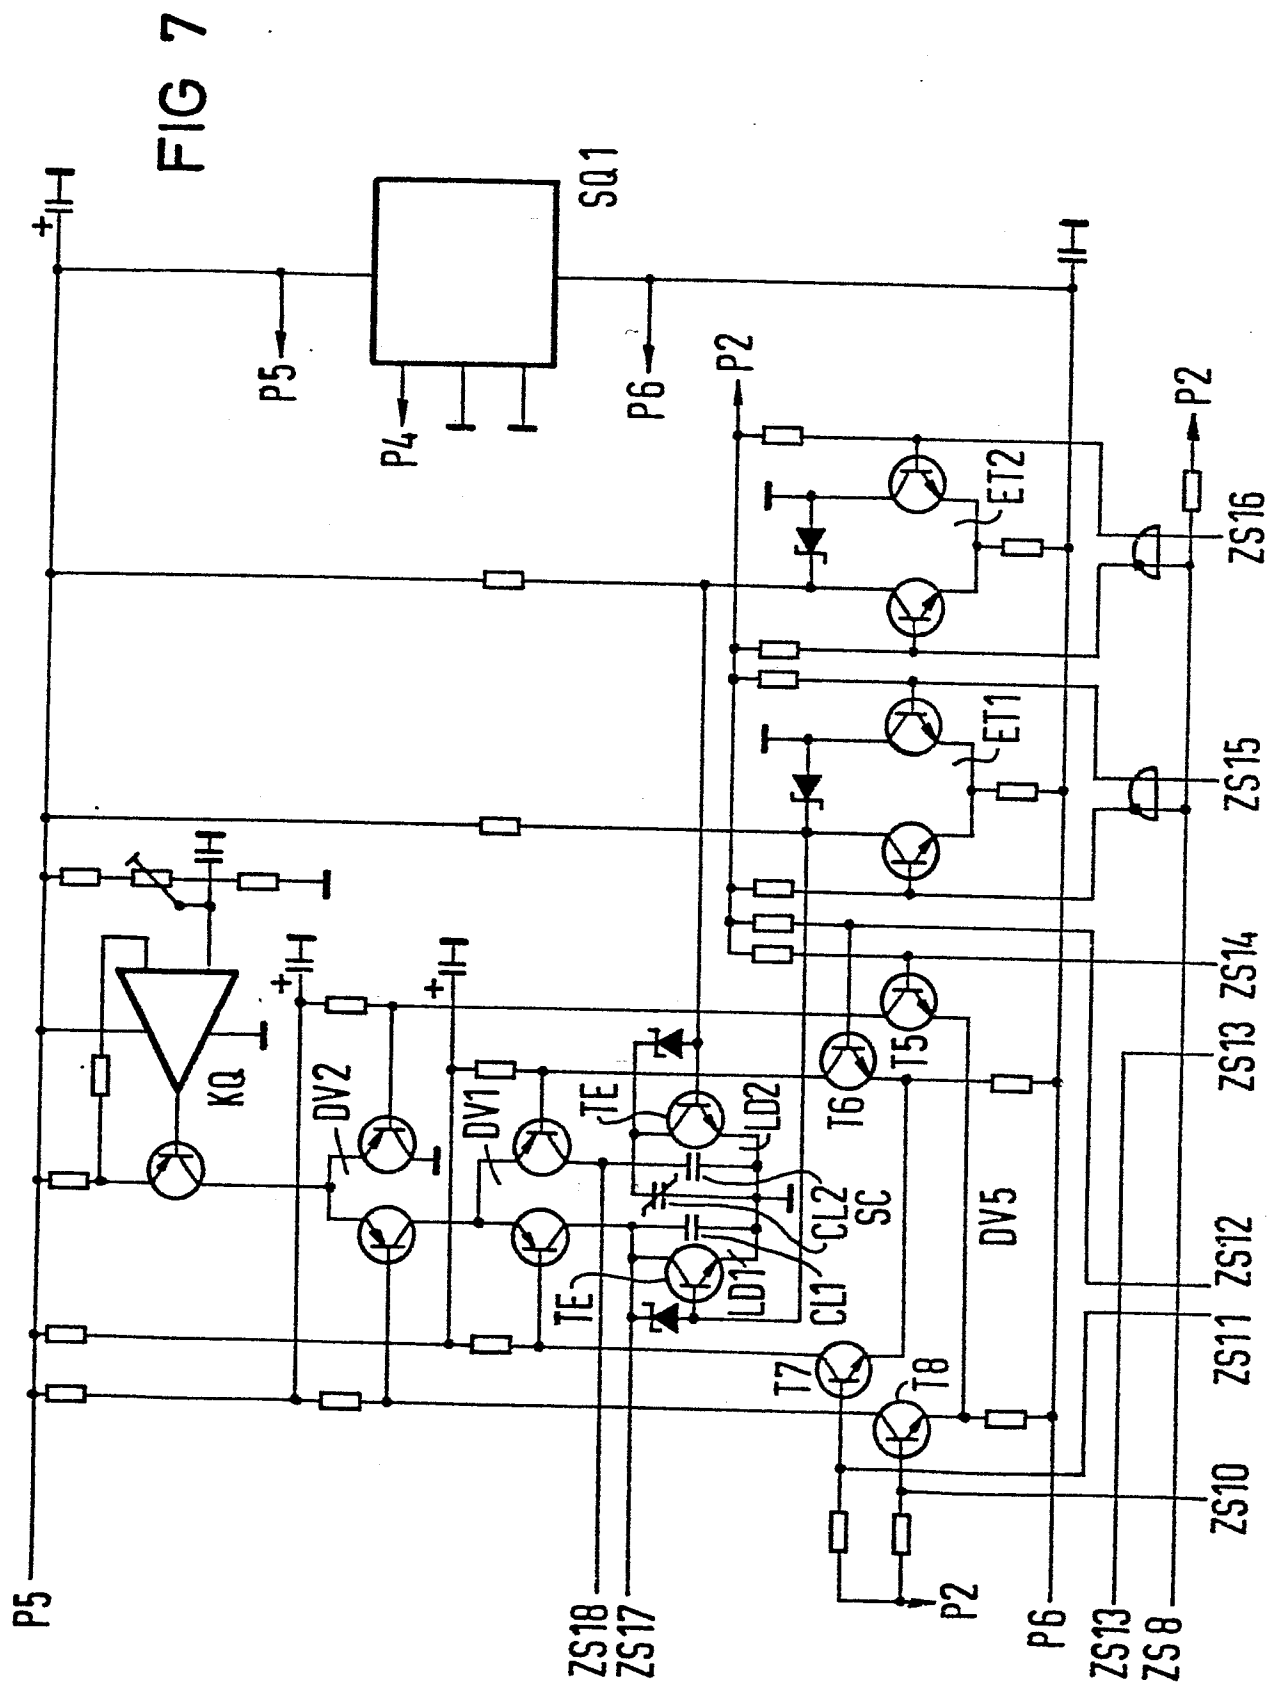 FIG 7
SQ1
P5
P4
P6
P2
P2
ET2
ZS16
ET1
ZS15
KQ
DV2
DV1
TE
LD2
T6
T5
ZS14
ZS13
CL2
SC
DV5
ZS12
TE
LD1
CL1
T7
T8
ZS11
ZS10
P5
ZS18
ZS17
P2
P6
ZS13
ZS8
+
+
+